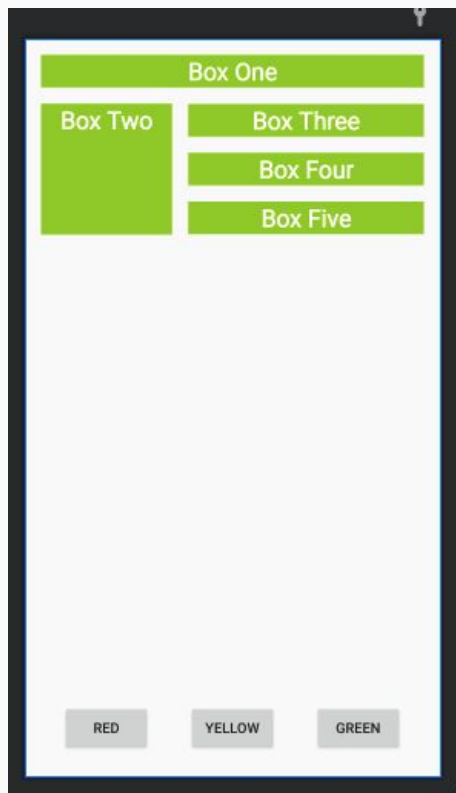 Box One
Box Two
Box Three
Box Four
Box Five
RED
YELLOW
GREEN